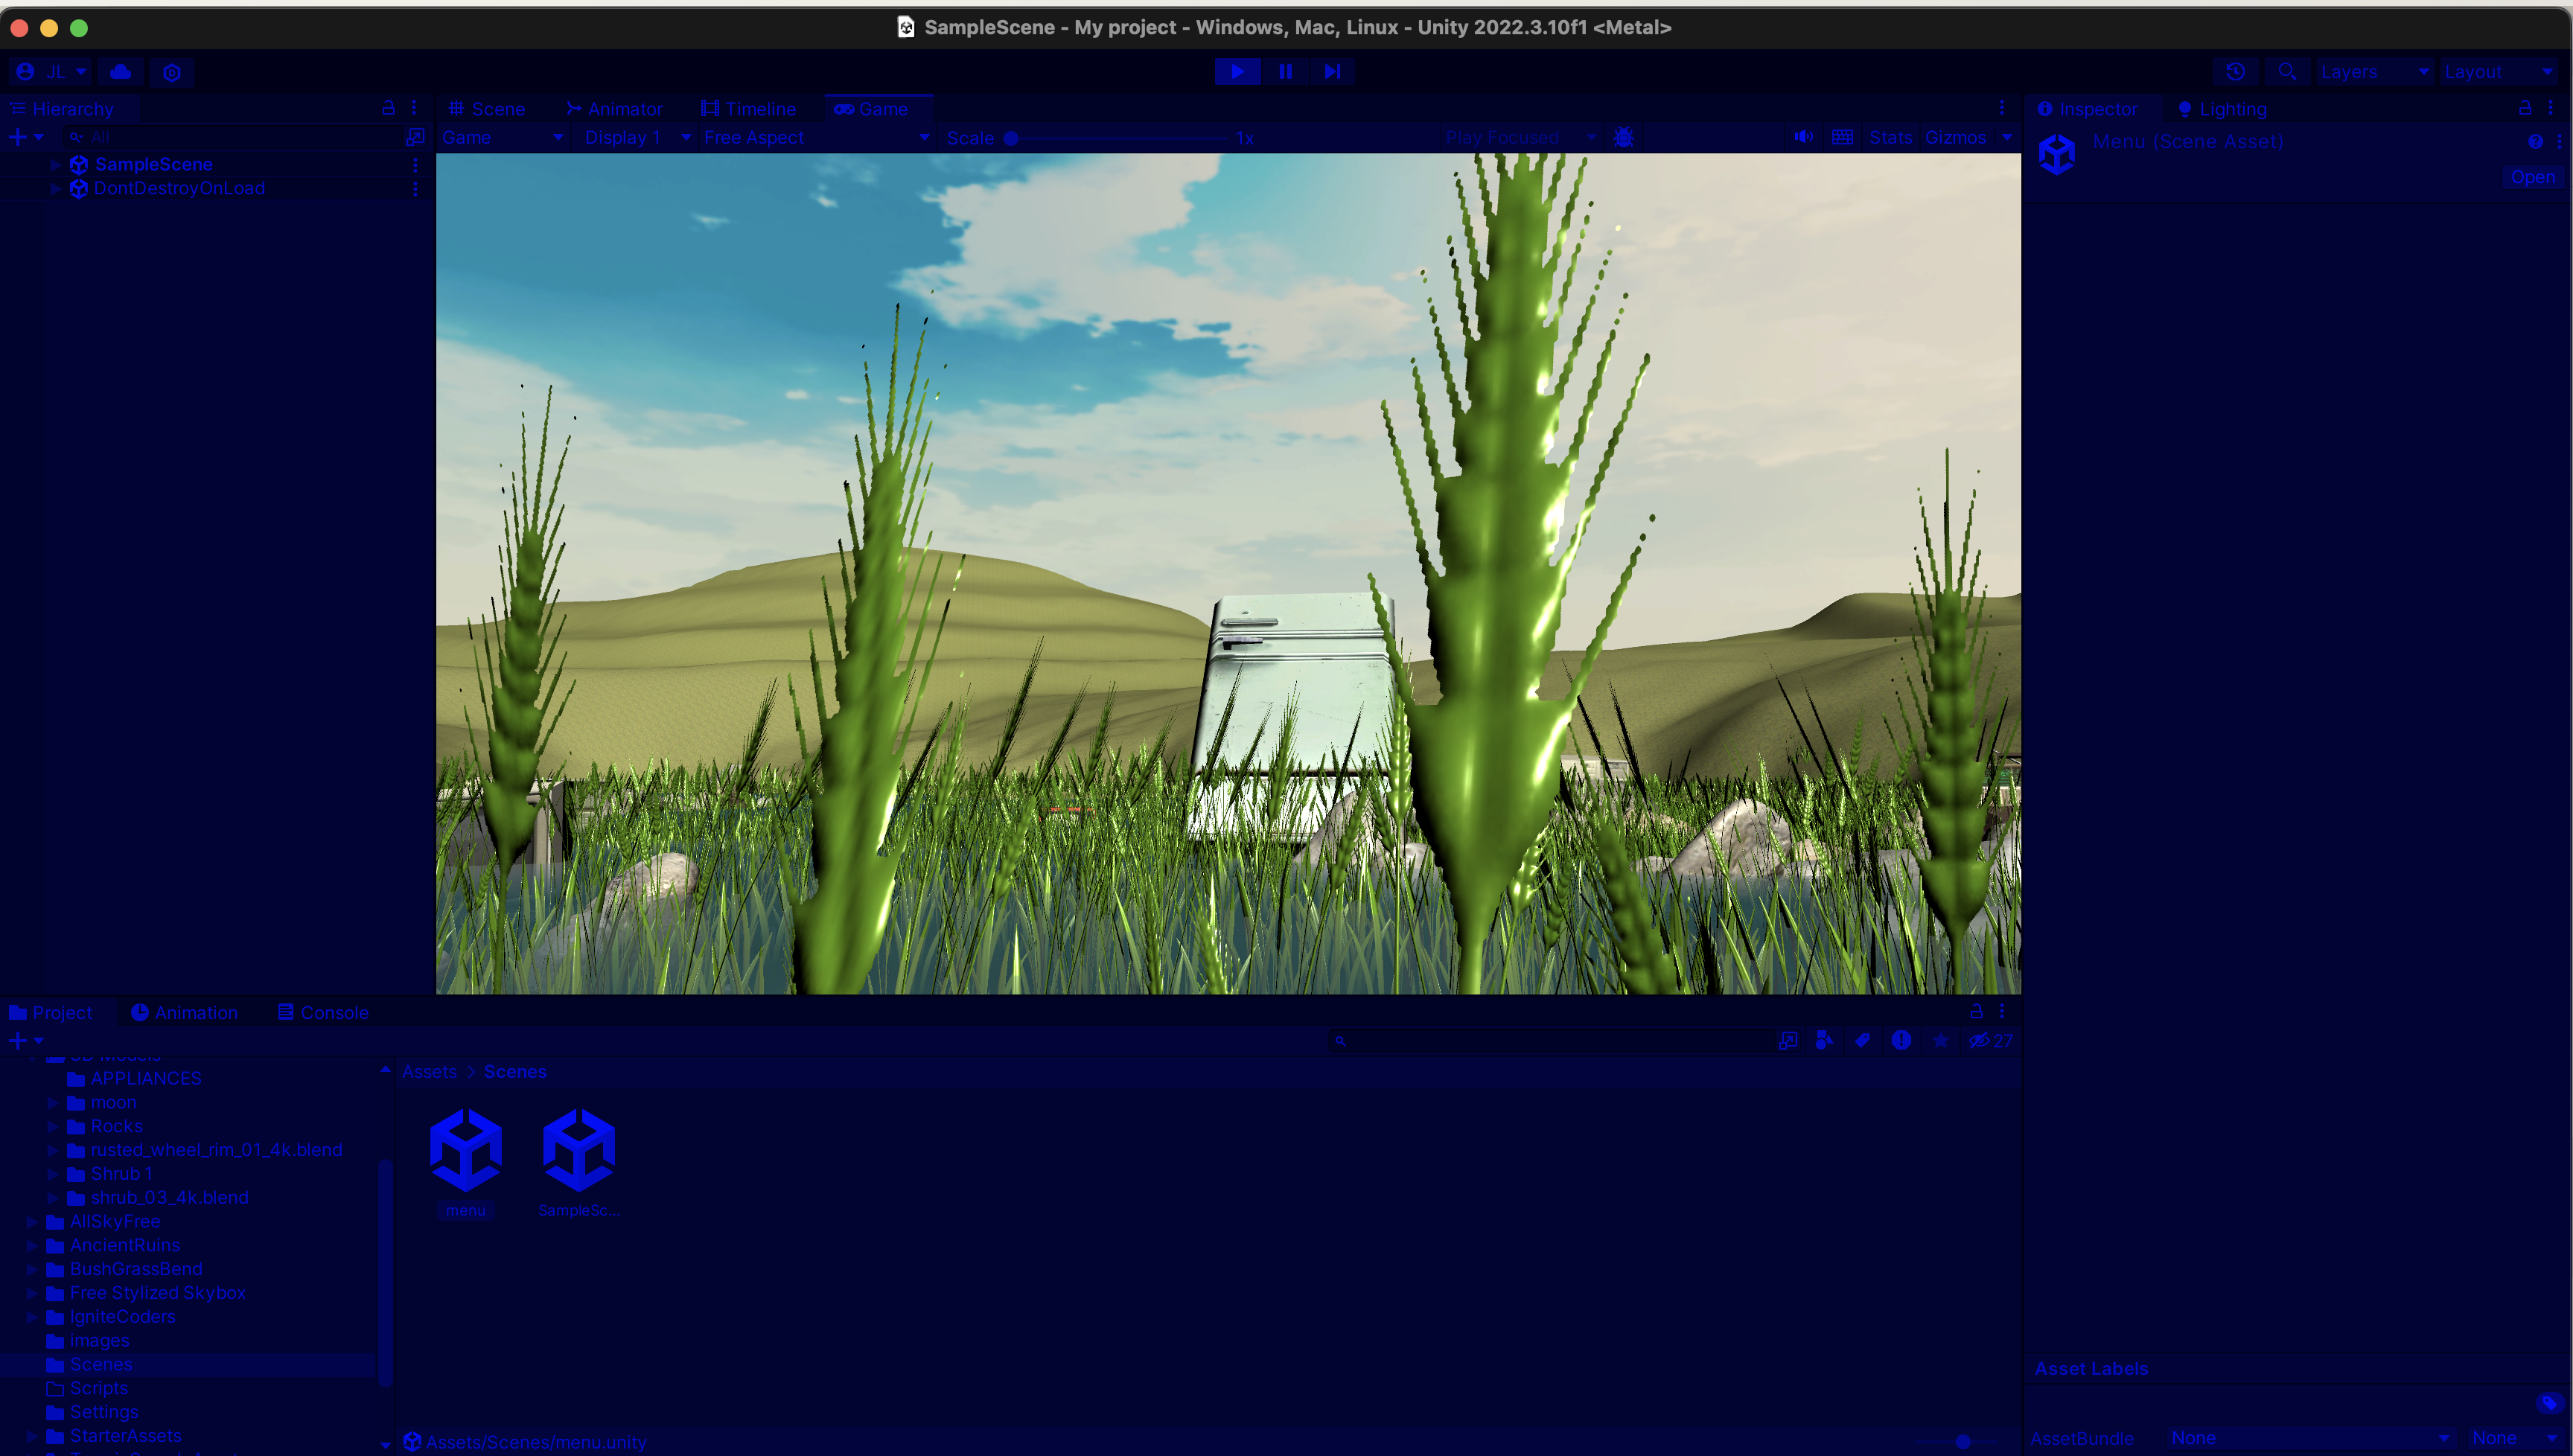 SampleScene - My project - Windows, Mac, Linux - Unity 2022.3.10f1 <Metal>
JL
Layers
Layout
Hierarchy
Scene
Animator
Timeline
Game
Inspector
Lighting
All
Game
Display 1
Free Aspect
Scale
1x
Play Focused
Stats
Gizmos
SampleScene
DontDestroyOnLoad
Menu (Scene Asset)
Open
Project
Animation
Console
27
3D Models
APPLIANCES
moon
Rocks
rusted_wheel_rim_01_4k.blend
Shrub 1
shrub_03_4k.blend
AllSkyFree
AncientRuins
BushGrassBend
Free Stylized Skybox
IgniteCoders
images
Scenes
Scripts
Settings
StarterAssets
Assets > Scenes
menu
SampleSc...
Assets/Scenes/menu.unity
Asset Labels
AssetBundle
None
None